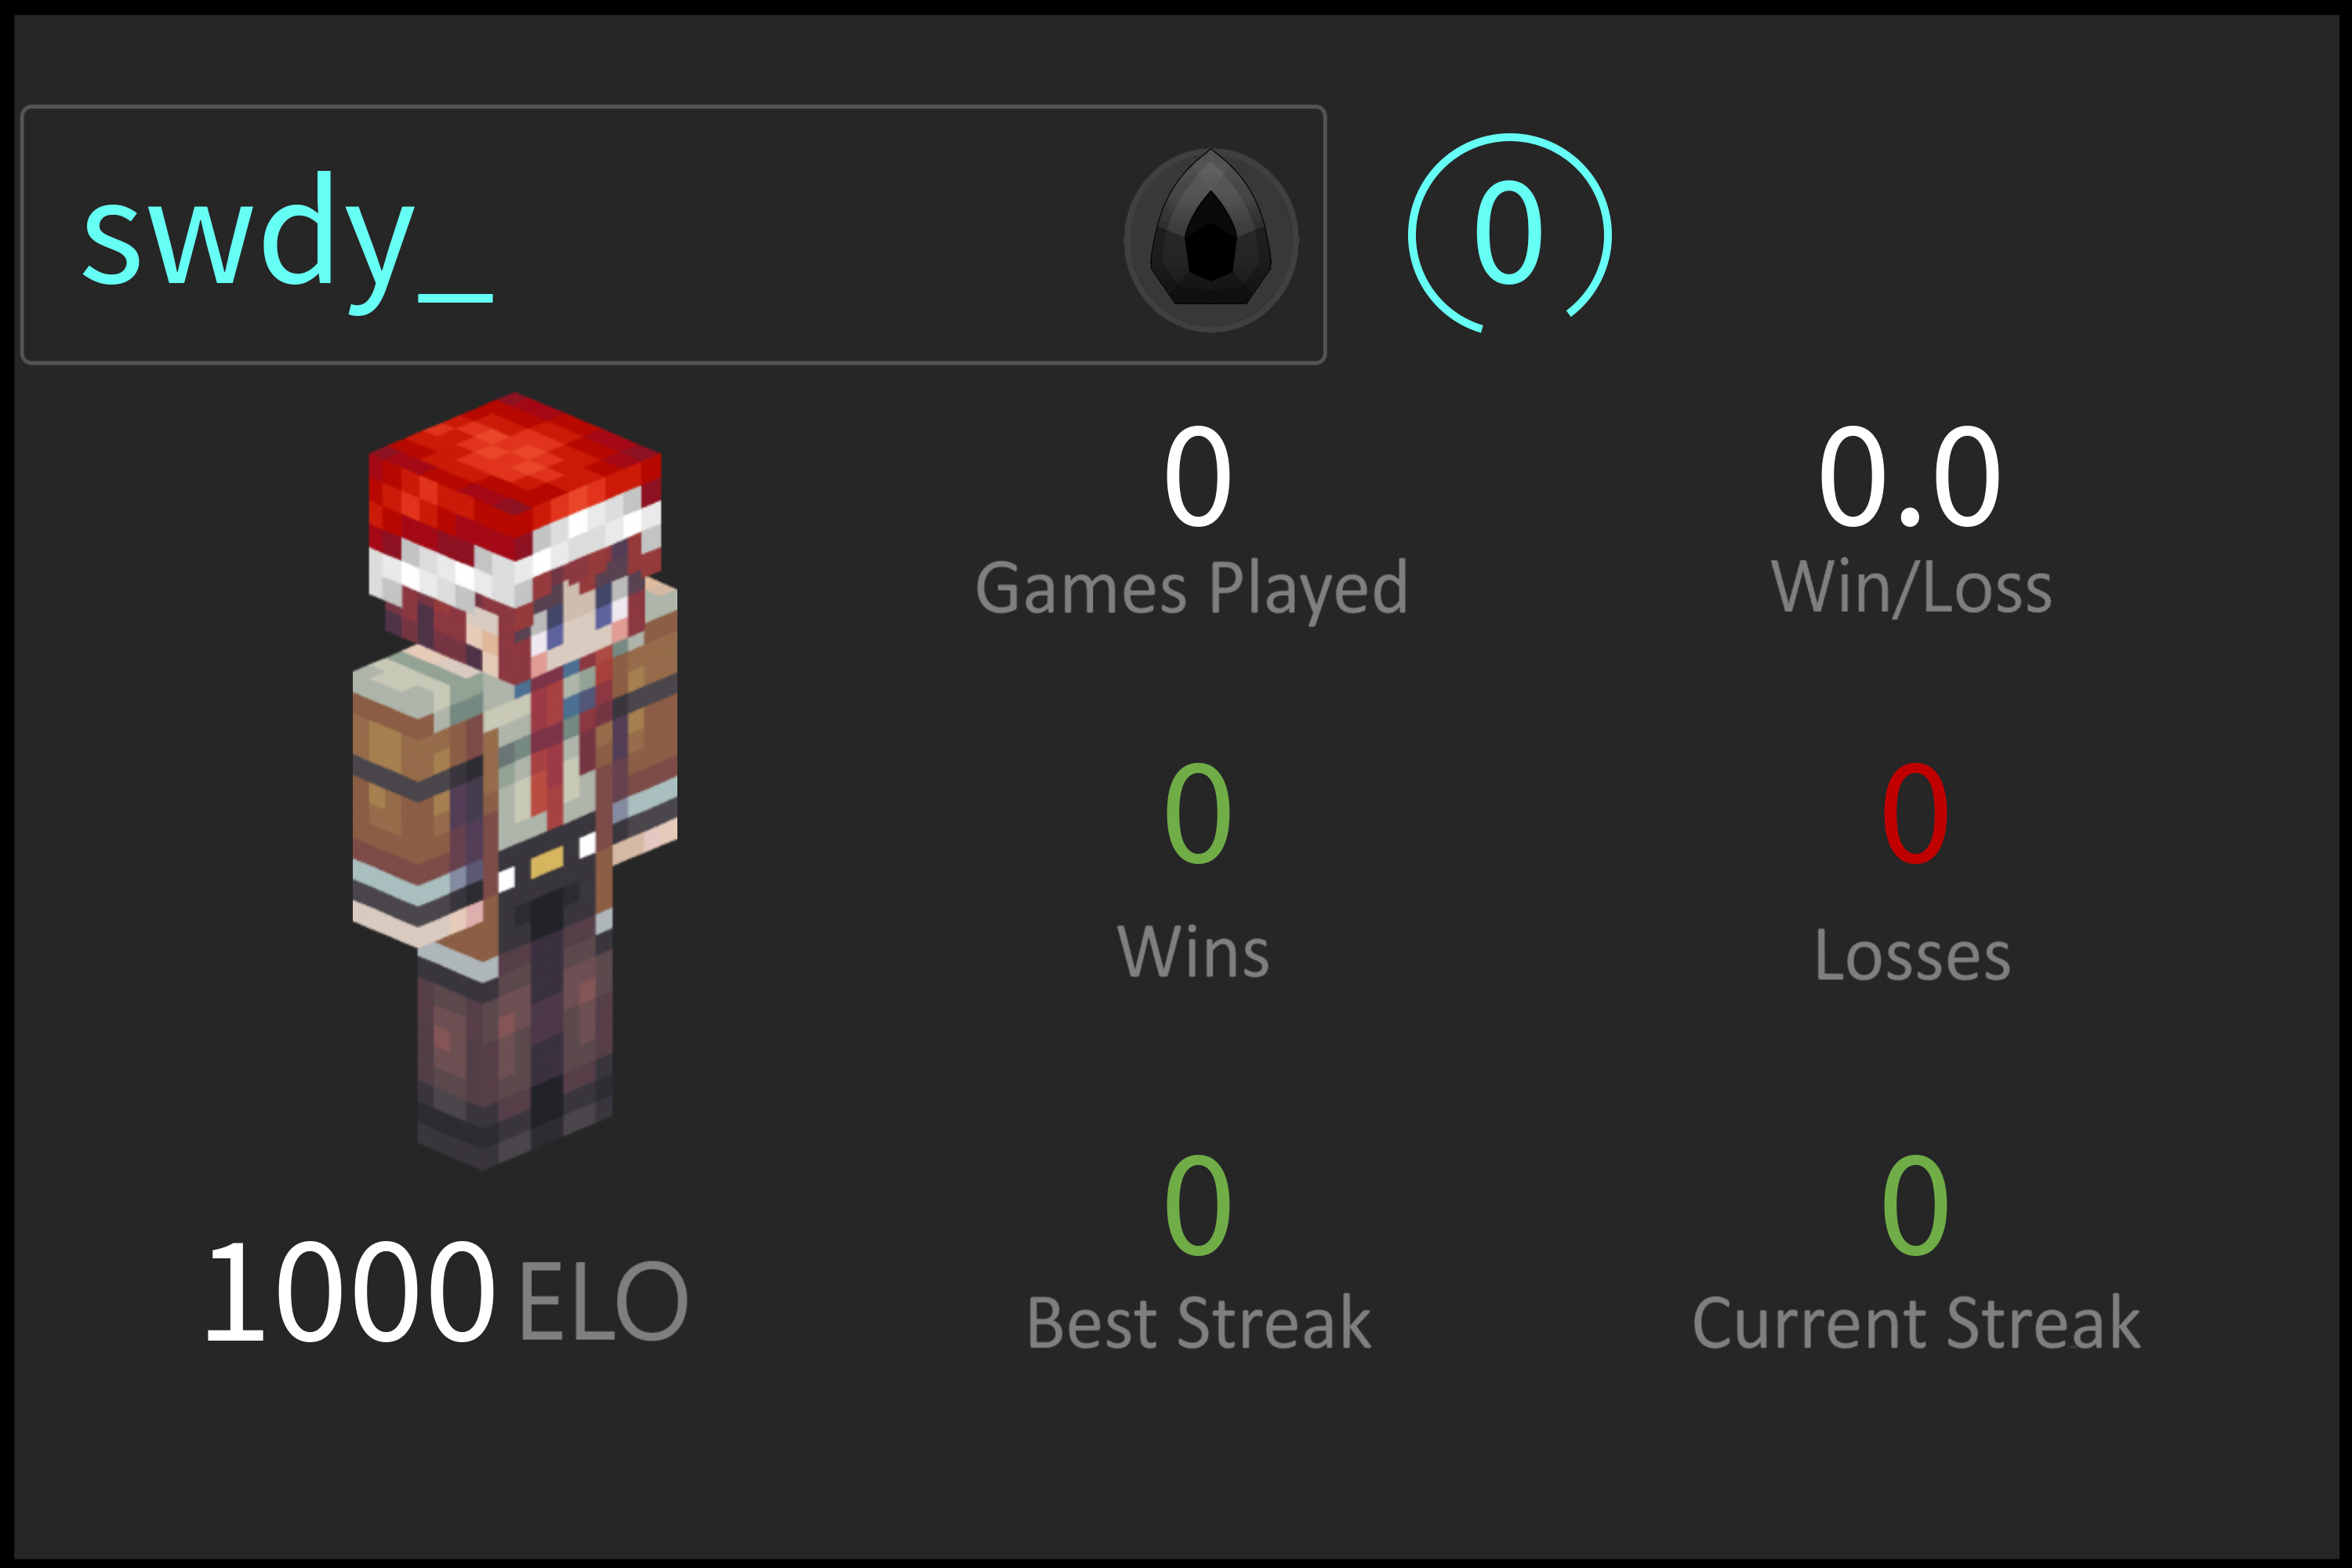 swdy_
0
0
0.0
Games Played
Win/Loss
0
0
Wins
Losses
0
0
1000 ELO
Best Streak
Current Streak